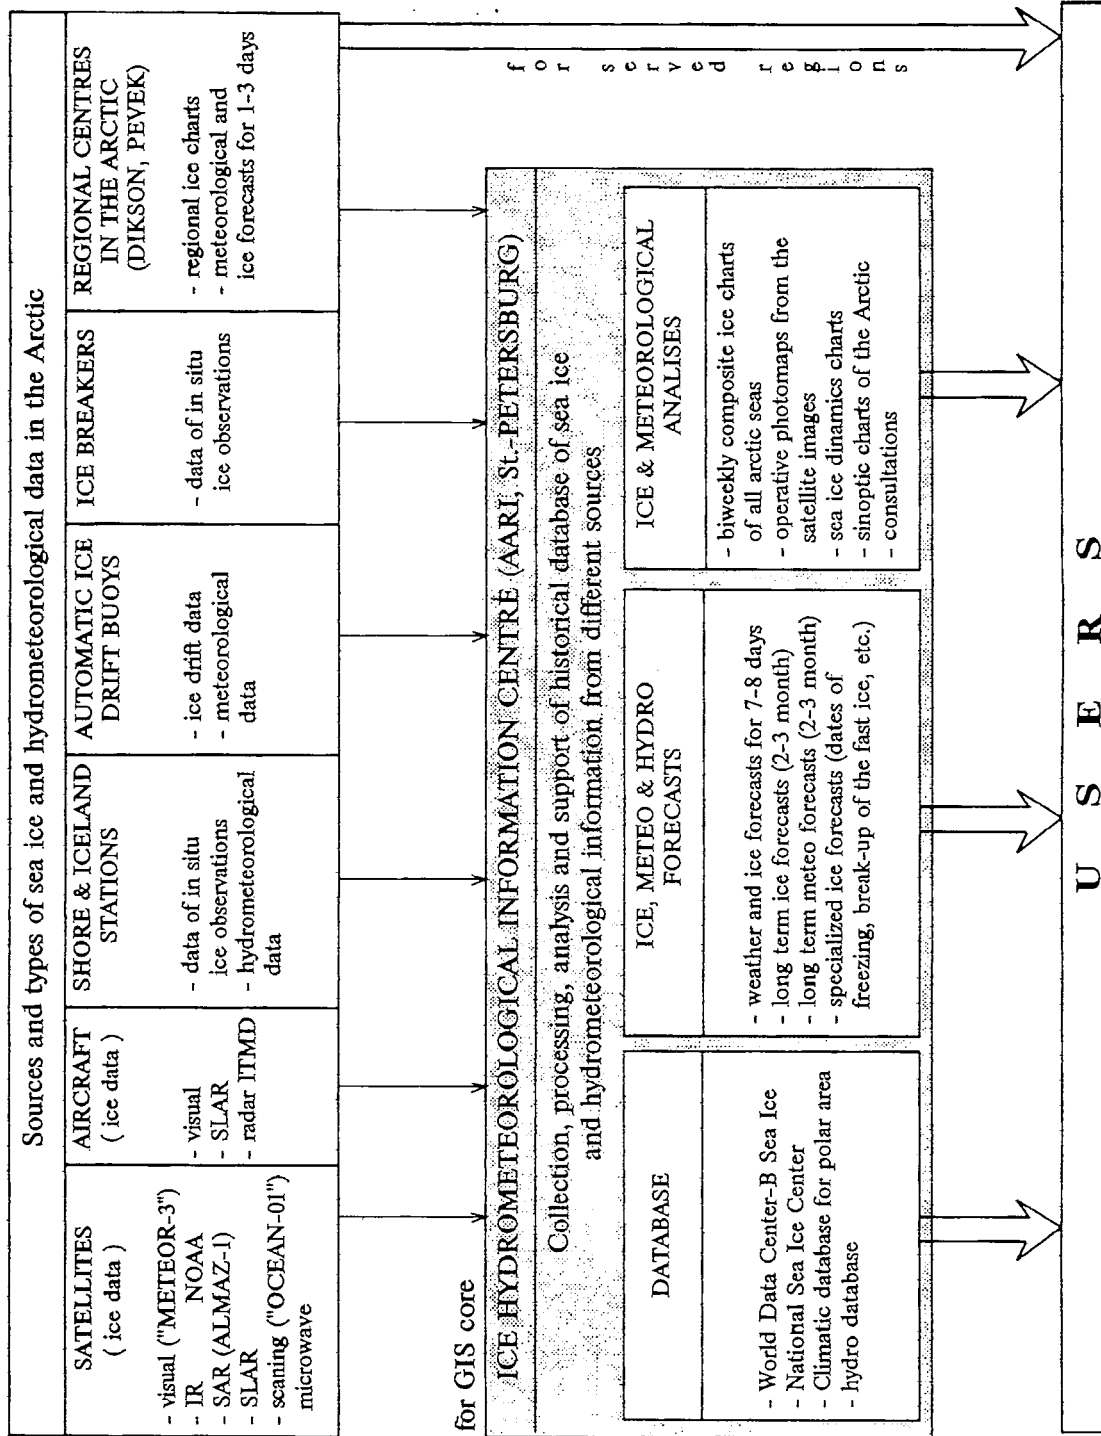 Sources and types of sea ice and hydrometeorological data in the Arctic
SATELLITES
( ice data )
- visual ("METEOR-3")
- IR NOAA
- SAR (ALMAZ-1)
- SLAR
- scaning ("OCEAN-01")
microwave
AIRCRAFT
( ice data )
- visual
- SLAR
- radar ITMD
SHORE & ICELAND
STATIONS
- data of in situ
ice observations
- hydrometeorological
data
AUTOMATIC ICE
DRIFT BUOYS
- ice drift data
- meteorological
data
ICE BREAKERS
- data of in situ
ice observations
REGIONAL CENTRES
IN THE ARCTIC
(DIKSON, PEVEK)
- regional ice charts
- meteorological and
ice forecasts for 1-3 days
for GIS core
ICE HYDROMETEOROLOGICAL INFORMATION CENTRE (AARI, St.-PETERSBURG)
Collection, processing, analysis and support of historical database of sea ice
and hydrometeorological information from different sources
DATABASE
- World Data Center-B Sea Ice
- National Sea Ice Center
- Climatic database for polar area
- hydro database
ICE, METEO & HYDRO
FORECASTS
- weather and ice forecasts for 7-8 days
- long term ice forecasts (2-3 month)
- long term meteo forecasts (2-3 month)
- specialized ice forecasts (dates of
freezing, break-up of the fast ice, etc.)
ICE & METEOROLOGICAL
ANALISES
- biweekly composite ice charts
of all arctic seas
- operative photomaps from the
satellite images
- sea ice dinamics charts
- sinoptic charts of the Arctic
- consultations
for served regions
USERS